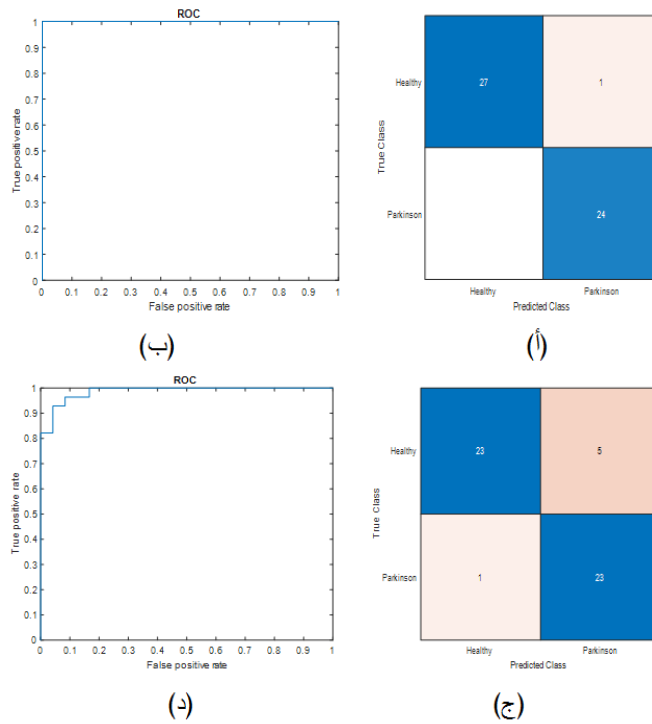 ROC
1
0.9
0.8
0.7
0.6
0.5
0.4
0.3
0.2
0.1
0
True positive rate
0 0.1 0.2 0.3 0.4 0.5 0.6 0.7 0.8 0.9 1
False positive rate
(ب)
Healthy
27 1
True Class
Parkinson
24
Healthy Parkinson
Predicted Class
(أ)
ROC
1
0.9
0.8
0.7
0.6
0.5
0.4
0.3
0.2
0.1
0
True positive rate
0 0.1 0.2 0.3 0.4 0.5 0.6 0.7 0.8 0.9 1
False positive rate
(د)
Healthy
23 5
True Class
Parkinson
1 23
Healthy Parkinson
Predicted Class
(ج)